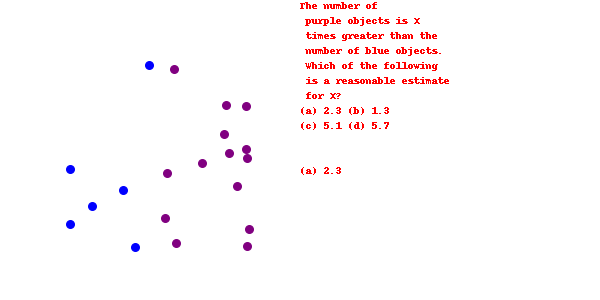 The number of
purple objects is X
times greater than the
number of blue objects.
Which of the following
is a reasonable estimate
for X?
(a) 2.3 (b) 1.3
(c) 5.1 (d) 5.7
(a) 2.3